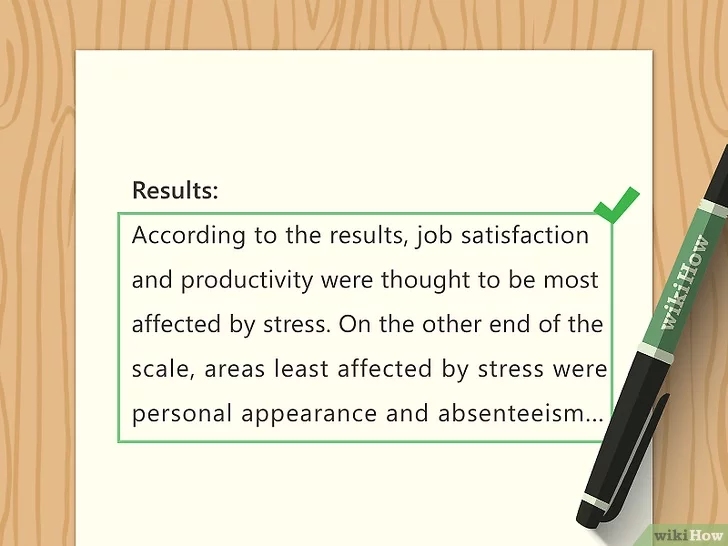 Results:
According to the results, job satisfaction
and productivity were thought to be most
affected by stress. On the other end of the
scale, areas least affected by stress were
personal appearance and absenteeism...
wikiHow
wikiHow